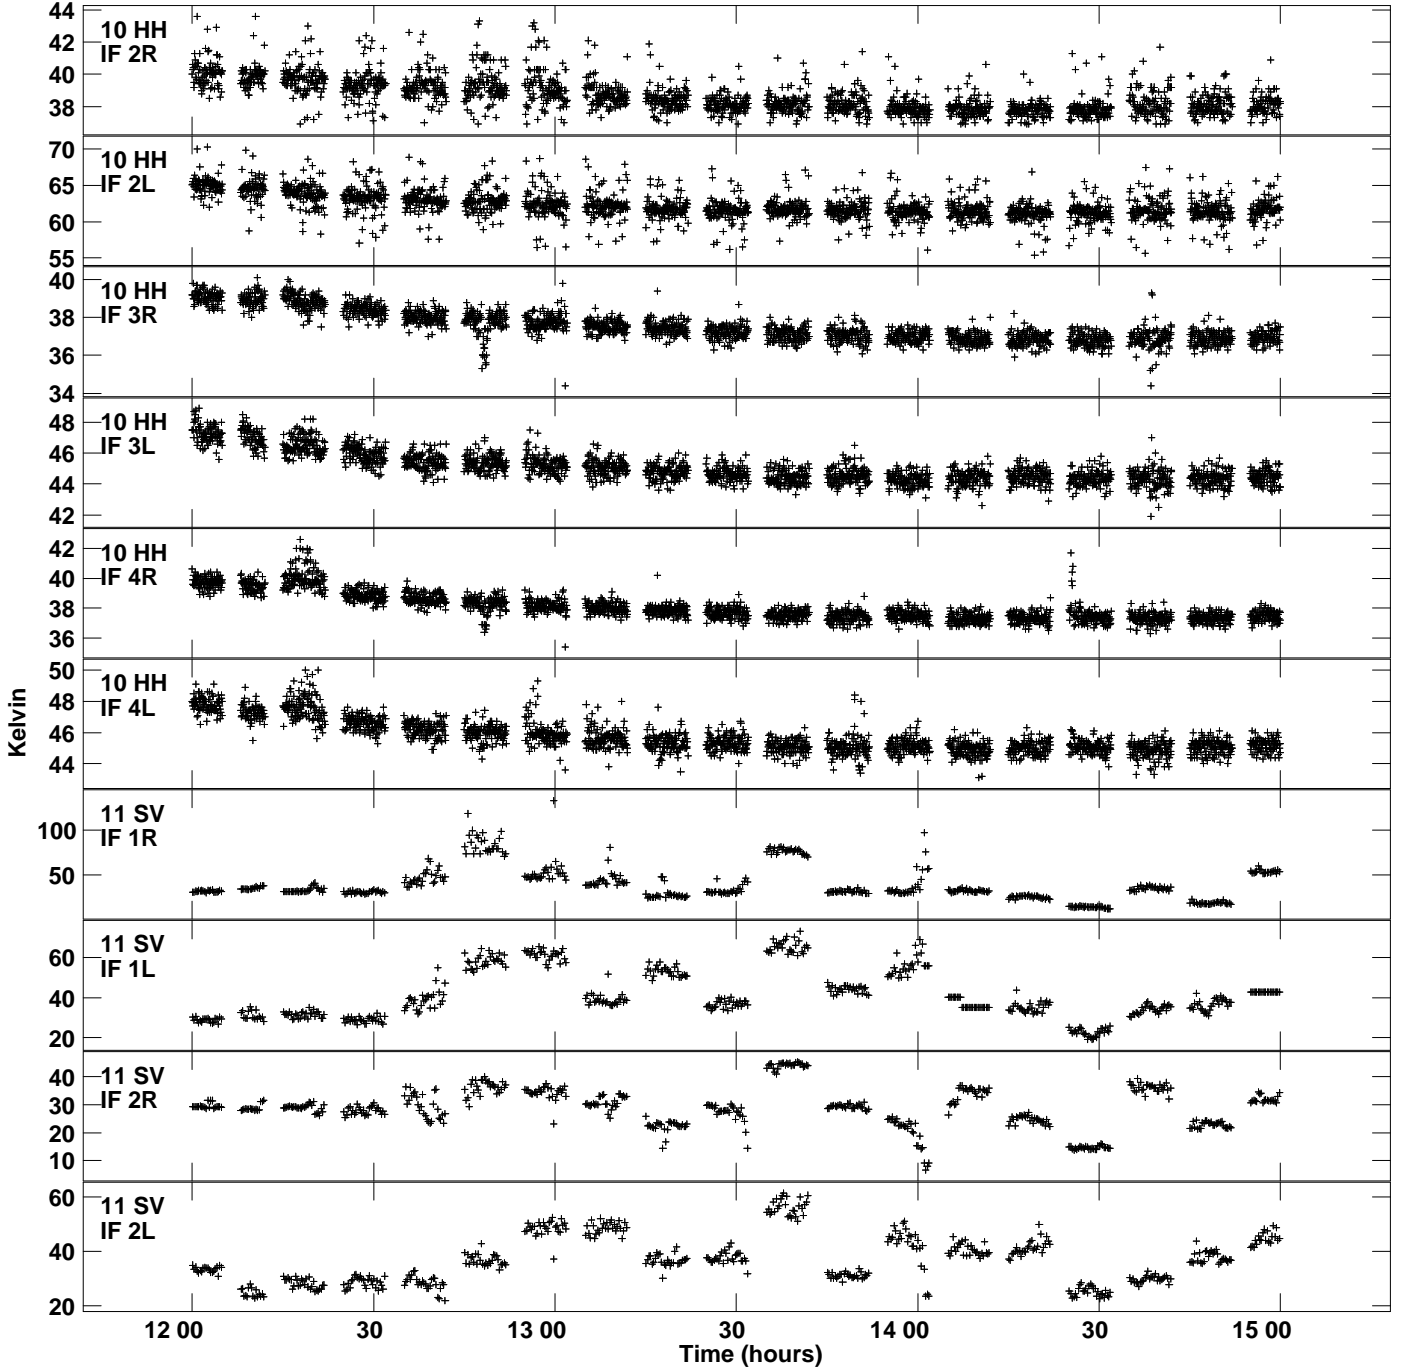 44
10 HH
42
IF 2R
40
38
70
10 HH
65
IF 2L
60
55
40
10 HH
38
IF 3R
36
34
48
10 HH
46
IF 3L
44
42
42
10 HH
40
IF 4R
38
36
50
10 HH
48
IF 4L
46
44
Kelvin
11 SV
100
IF 1R
50
11 SV
60
IF 1L
40
20
11 SV
40
IF 2R
30
20
10
60
11 SV
IF 2L
40
20
12 00 30 13 00 30 14 00 30 15 00
Time (hours)